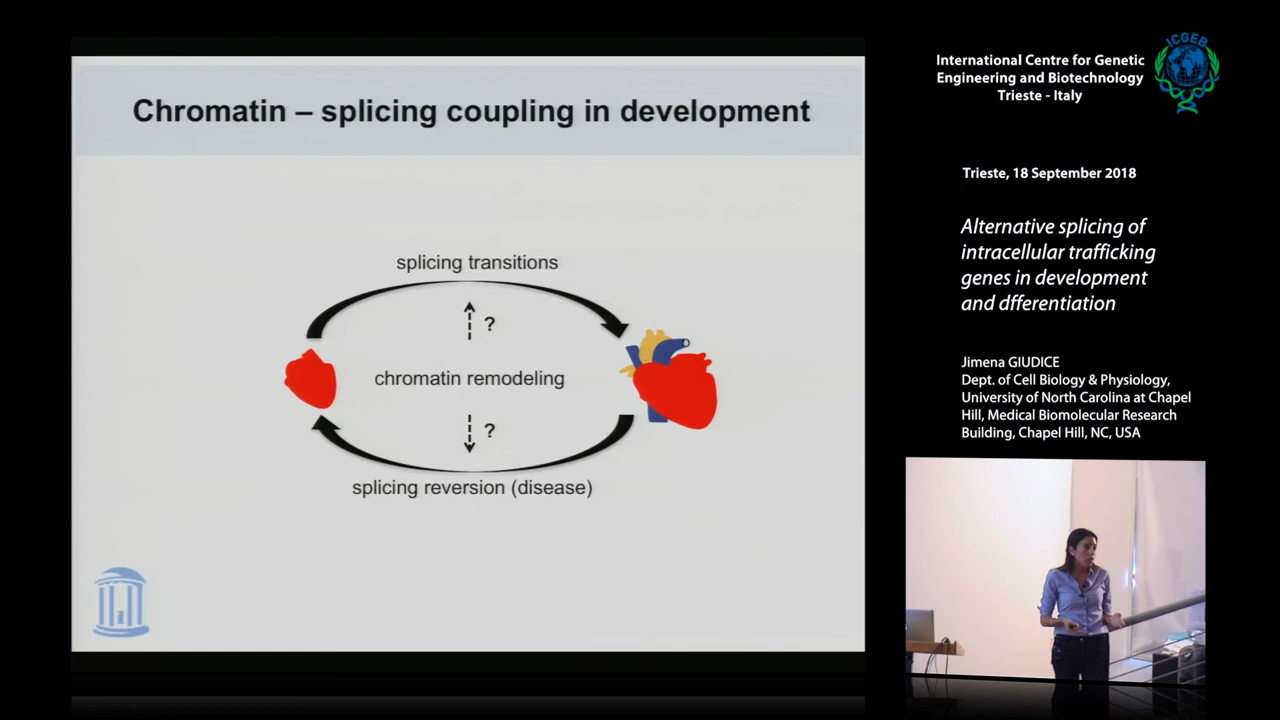 Chromatin – splicing coupling in development
splicing transitions
?
chromatin remodeling
?
splicing reversion (disease)
International Centre for Genetic
Engineering and Biotechnology
Trieste - Italy
ICGEB
Trieste, 18 September 2018
Alternative splicing of
intracellular trafficking
genes in development
and dfferentiation
Jimena GIUDICE
Dept. of Cell Biology & Physiology,
University of North Carolina at Chapel
Hill, Medical Biomolecular Research
Building, Chapel Hill, NC, USA